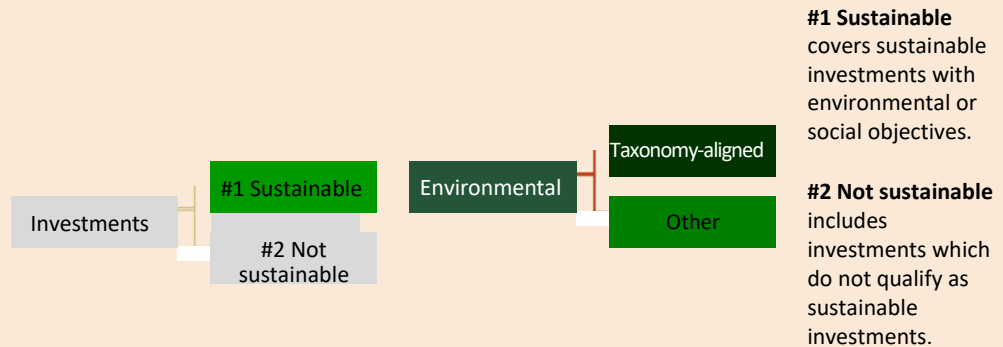 Investments
#1 Sustainable
#2 Not
sustainable
Environmental
Taxonomy-aligned
Other
#1 Sustainable
covers sustainable
investments with
environmental or
social objectives.
#2 Not sustainable
includes
investments which
do not qualify as
sustainable
investments.